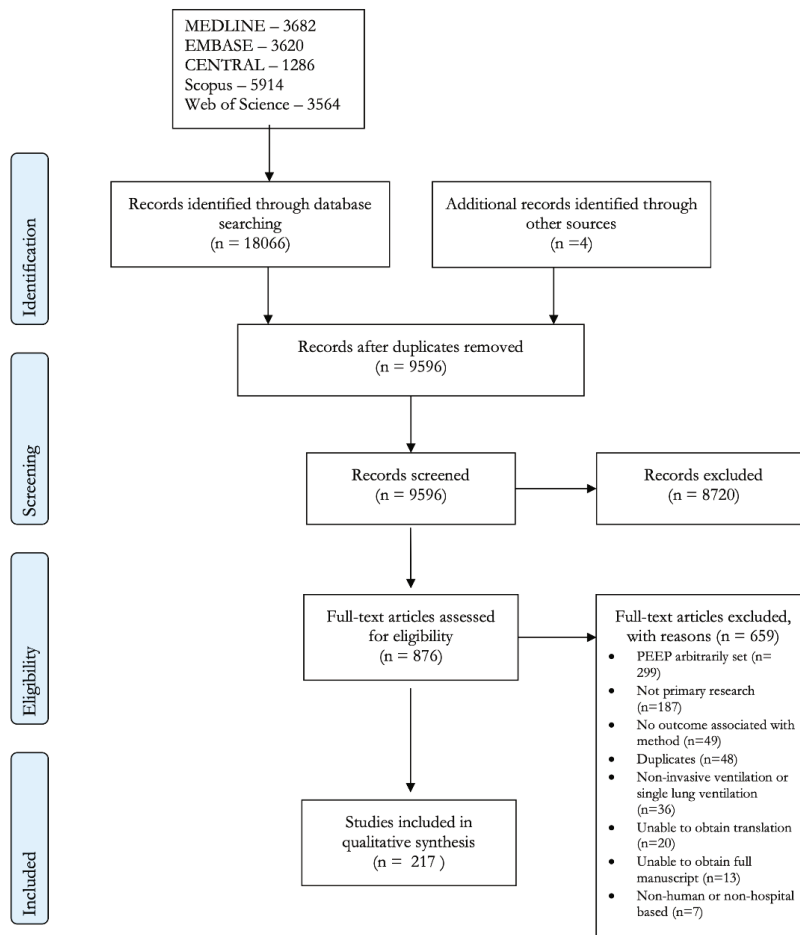 MEDLINE – 3682
EMBASE – 3620
CENTRAL – 1286
Scopus – 5914
Web of Science – 3564
Identification
Records identified through database
searching
(n = 18066)
Additional records identified through
other sources
(n =4)
Records after duplicates removed
(n = 9596)
Screening
Records screened
(n = 9596)
Records excluded
(n = 8720)
Eligibility
Full-text articles assessed
for eligibility
(n = 876)
Full-text articles excluded,
with reasons (n = 659)
• PEEP arbitrarily set (n=
299)
• Not primary research
(n=187)
• No outcome associated with
method (n=49)
• Duplicates (n=48)
• Non-invasive ventilation or
single lung ventilation
(n=36)
• Unable to obtain translation
(n=20)
• Unable to obtain full
manuscript (n=13)
• Non-human or non-hospital
based (n=7)
Included
Studies included in
qualitative synthesis
(n = 217 )